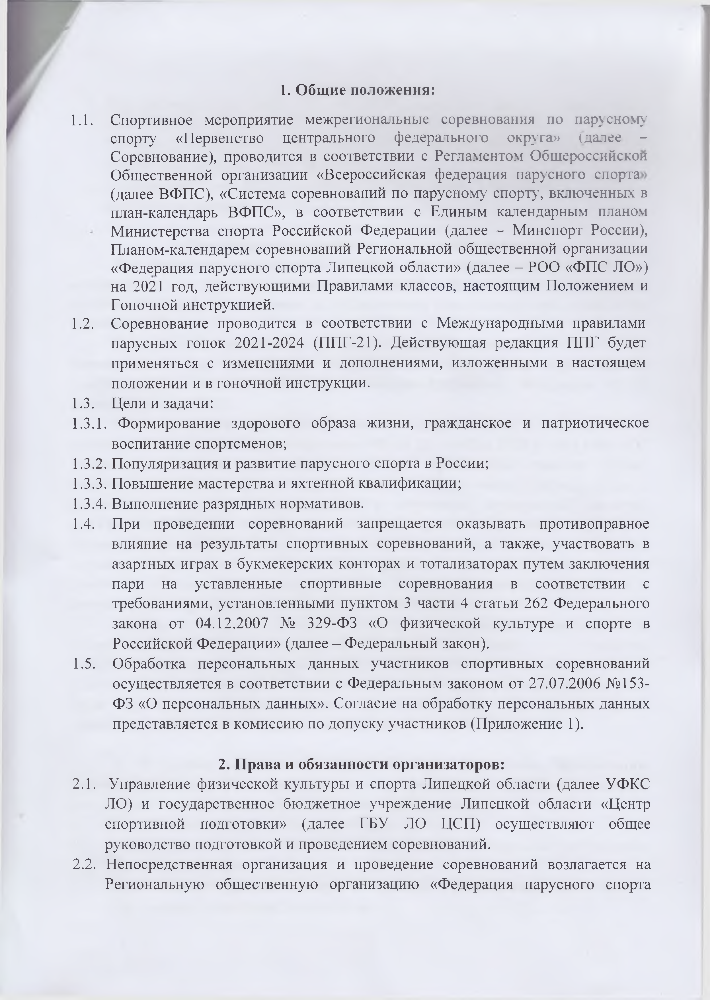 1. Общие положения:
1.1. Спортивное мероприятие межрегиональные соревнования по парусному
спорту «Первенство центрального федерального округа» (далее –
Соревнование), проводится в соответствии с Регламентом Общероссийской
Общественной организации «Всероссийская федерация парусного спорта»
(далее ВФПС), «Система соревнований по парусному спорту, включенных в
план-календарь ВФПС», в соответствии с Единым календарным планом
Министерства спорта Российской Федерации (далее – Минспорт России),
Планом-календарем соревнований Региональной общественной организации
«Федерация парусного спорта Липецкой области» (далее – РОО «ФПС ЛО»)
на 2021 год, действующими Правилами классов, настоящим Положением и
Гоночной инструкцией.
1.2. Соревнование проводится в соответствии с Международными правилами
парусных гонок 2021-2024 (ППГ-21). Действующая редакция ППГ будет
применяться с изменениями и дополнениями, изложенными в настоящем
положении и в гоночной инструкции.
1.3. Цели и задачи:
1.3.1. Формирование здорового образа жизни, гражданское и патриотическое
воспитание спортсменов;
1.3.2. Популяризация и развитие парусного спорта в России;
1.3.3. Повышение мастерства и яхтенной квалификации;
1.3.4. Выполнение разрядных нормативов.
1.4. При проведении соревнований запрещается оказывать противоправное
влияние на результаты спортивных соревнований, а также, участвовать в
азартных играх в букмекерских конторах и тотализаторах путем заключения
пари на уставленные спортивные соревнования в соответствии с
требованиями, установленными пунктом 3 части 4 статьи 262 Федерального
закона от 04.12.2007 № 329-ФЗ «О физической культуре и спорте в
Российской Федерации» (далее – Федеральный закон).
1.5. Обработка персональных данных участников спортивных соревнований
осуществляется в соответствии с Федеральным законом от 27.07.2006 №153-
ФЗ «О персональных данных». Согласие на обработку персональных данных
представляется в комиссию по допуску участников (Приложение 1).
2. Права и обязанности организаторов:
2.1. Управление физической культуры и спорта Липецкой области (далее УФКС
ЛО) и государственное бюджетное учреждение Липецкой области «Центр
спортивной подготовки» (далее ГБУ ЛО ЦСП) осуществляют общее
руководство подготовкой и проведением соревнований.
2.2. Непосредственная организация и проведение соревнований возлагается на
Региональную общественную организацию «Федерация парусного спорта